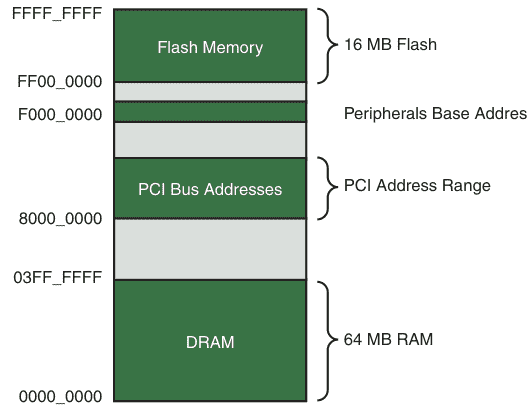 FFFF_FFFF
Flash Memory
16 MB Flash
FF00_0000
F000_0000
Peripherals Base Addres
PCI Bus Addresses
PCI Address Range
8000_0000
03FF_FFFF
DRAM
64 MB RAM
0000_0000